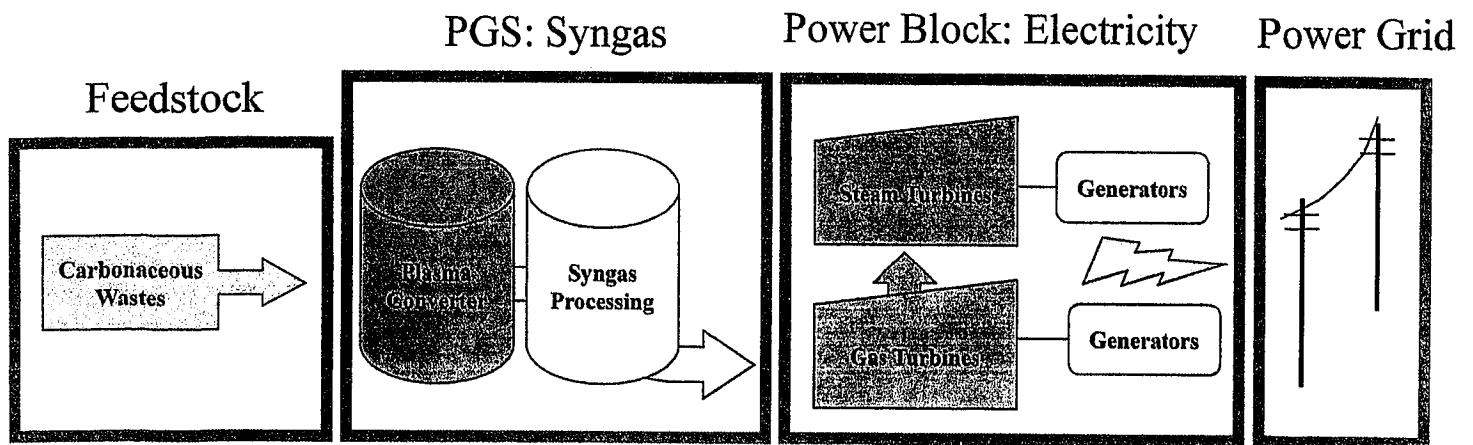 PGS: Syngas
Power Block: Electricity
Power Grid
Feedstock
Carbonaceous
Wastes
Plasma
Converter
Syngas
Processing
Steam Turbines
Generators
Gas Turbines
Generators